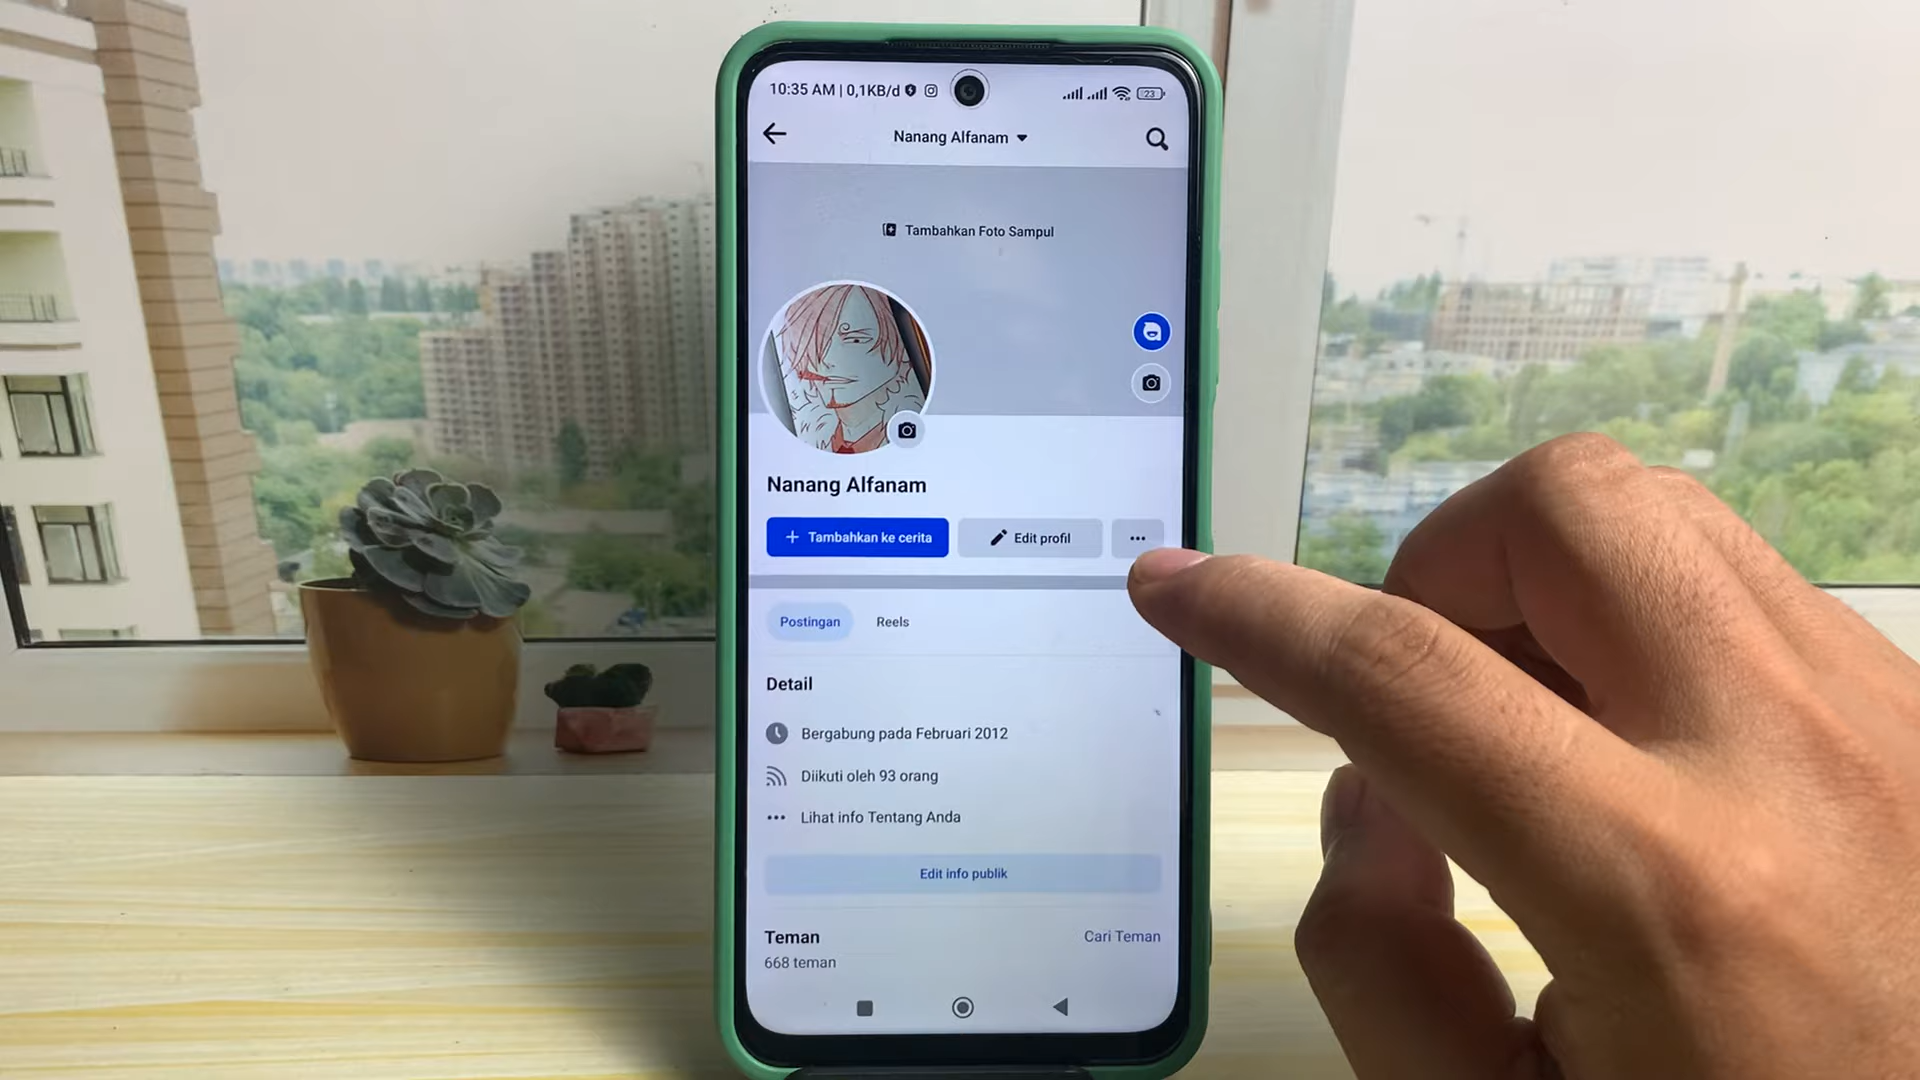 10:35 AM | 0,1KB/d
23
Nanang Alfanam
Tambahkan Foto Sampul
Nanang Alfanam
+ Tambahkan ke cerita
Edit profil
Postingan
Reels
Detail
Bergabung pada Februari 2012
Diikuti oleh 93 orang
Lihat info Tentang Anda
Edit info publik
Teman
Cari Teman
668 teman